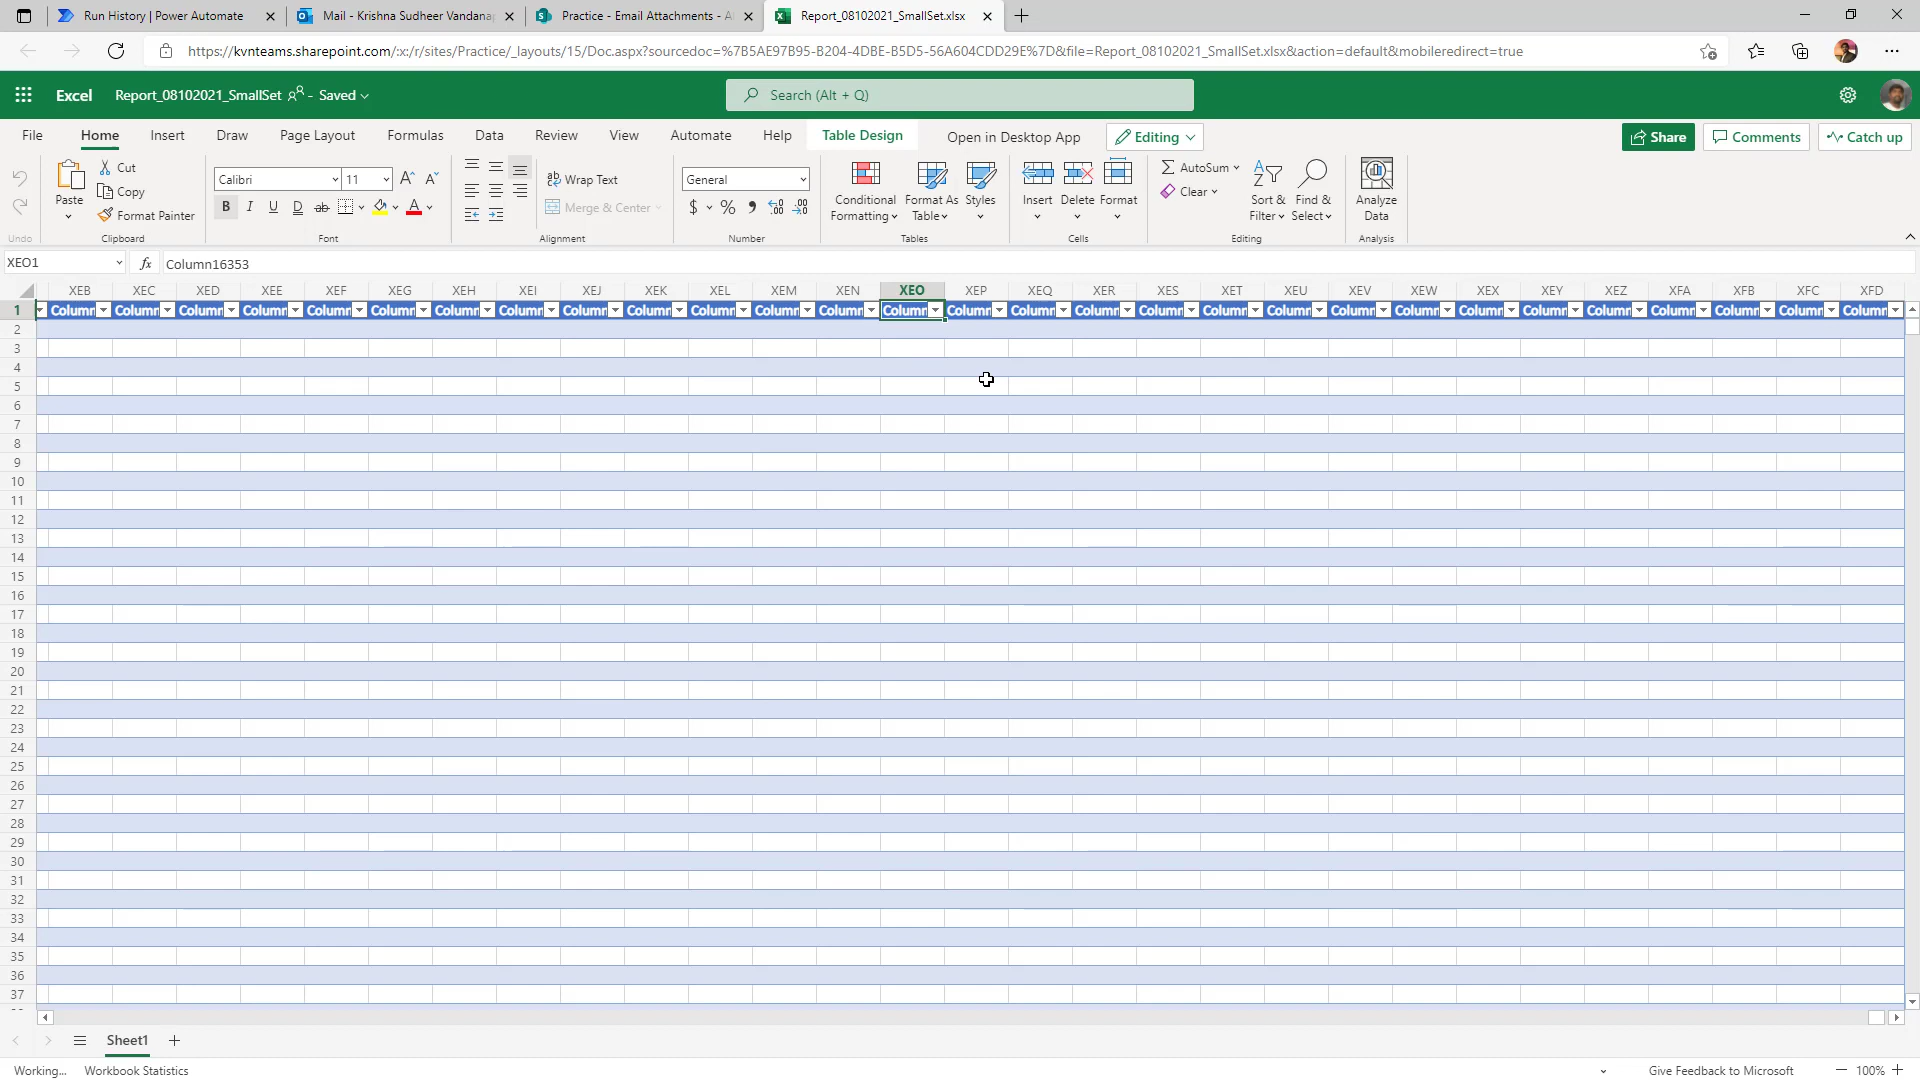 Run History | Power Automate
Mail - Krishna Sudheer Vandana
Practice - Email Attachments - A
Report_08102021_SmallSet.xlsx
https://kvnteams.sharepoint.com/:x:/r/sites/Practice/_layouts/15/Doc.aspx?sourcedoc=%7B5AE97B95-B204-4DBE-B5D5-56A604CDD29E%7D&file=Report_08102021_SmallSet.xlsx&action=default&mobileredirect=true
Excel Report_08102021_SmallSet - Saved Search (Alt + Q)
File Home Insert Draw Page Layout Formulas Data Review View Automate Help Table Design Open in Desktop App Editing Share Comments Catch up
Cut
Copy
Format Painter
Paste
Undo
Clipboard
Calibri 11
B I U D ab A
Font
Wrap Text
Merge & Center
Alignment
General
$ % 9 .00 .00
Number
Conditional Formatting
Format As Table
Styles
Tables
Insert Delete Format
Cells
AutoSum
Clear
Sort & Filter
Find & Select
Editing
Analyze Data
Analysis
XEO1 fx Column16353
XEB XEC XED XEE XEF XEG XEH XEI XEJ XEK XEL XEM XEN XEO XEP XEQ XER XES XET XEU XEV XEW XEX XEY XEZ XFA XFB XFC XFD
1 Column Column Column Column Column Column Column Column Column Column Column Column Column Column Column Column Column Column Column Column Column Column Column Column Column Column Column Column Column
2
3
4
5
6
7
8
9
10
11
12
13
14
15
16
17
18
19
20
21
22
23
24
25
26
27
28
29
30
31
32
33
34
35
36
37
Sheet1
Working... Workbook Statistics Give Feedback to Microsoft 100%